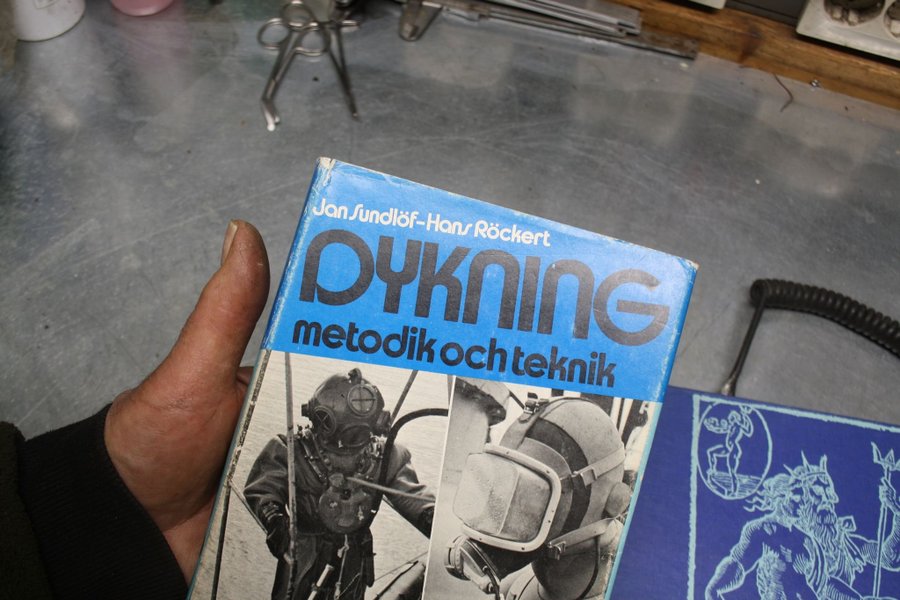 Jan Sundlöf-Hans Röckert
DYKNING
metodik och teknik